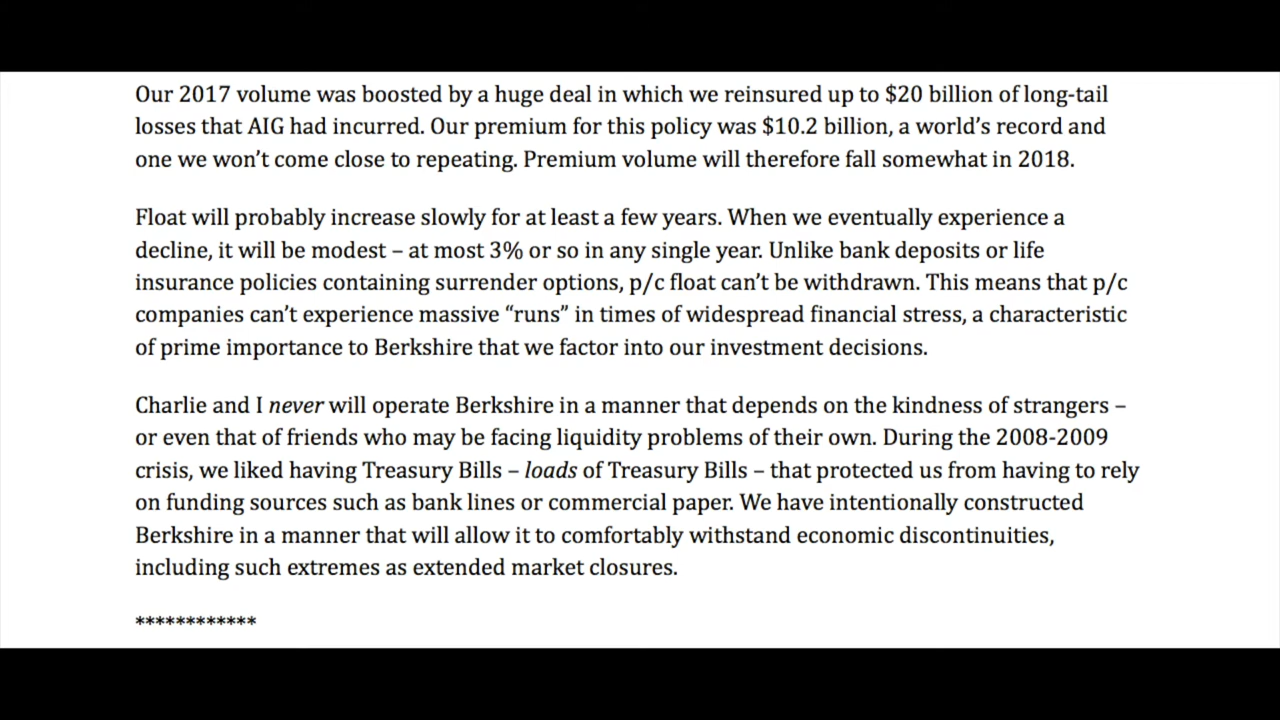 Our 2017 volume was boosted by a huge deal in which we reinsured up to $20 billion of long-tail
losses that AIG had incurred. Our premium for this policy was $10.2 billion, a world’s record and
one we won’t come close to repeating. Premium volume will therefore fall somewhat in 2018.
Float will probably increase slowly for at least a few years. When we eventually experience a
decline, it will be modest – at most 3% or so in any single year. Unlike bank deposits or life
insurance policies containing surrender options, p/c float can’t be withdrawn. This means that p/c
companies can’t experience massive “runs” in times of widespread financial stress, a characteristic
of prime importance to Berkshire that we factor into our investment decisions.
Charlie and I never will operate Berkshire in a manner that depends on the kindness of strangers –
or even that of friends who may be facing liquidity problems of their own. During the 2008-2009
crisis, we liked having Treasury Bills – loads of Treasury Bills – that protected us from having to rely
on funding sources such as bank lines or commercial paper. We have intentionally constructed
Berkshire in a manner that will allow it to comfortably withstand economic discontinuities,
including such extremes as extended market closures.
************